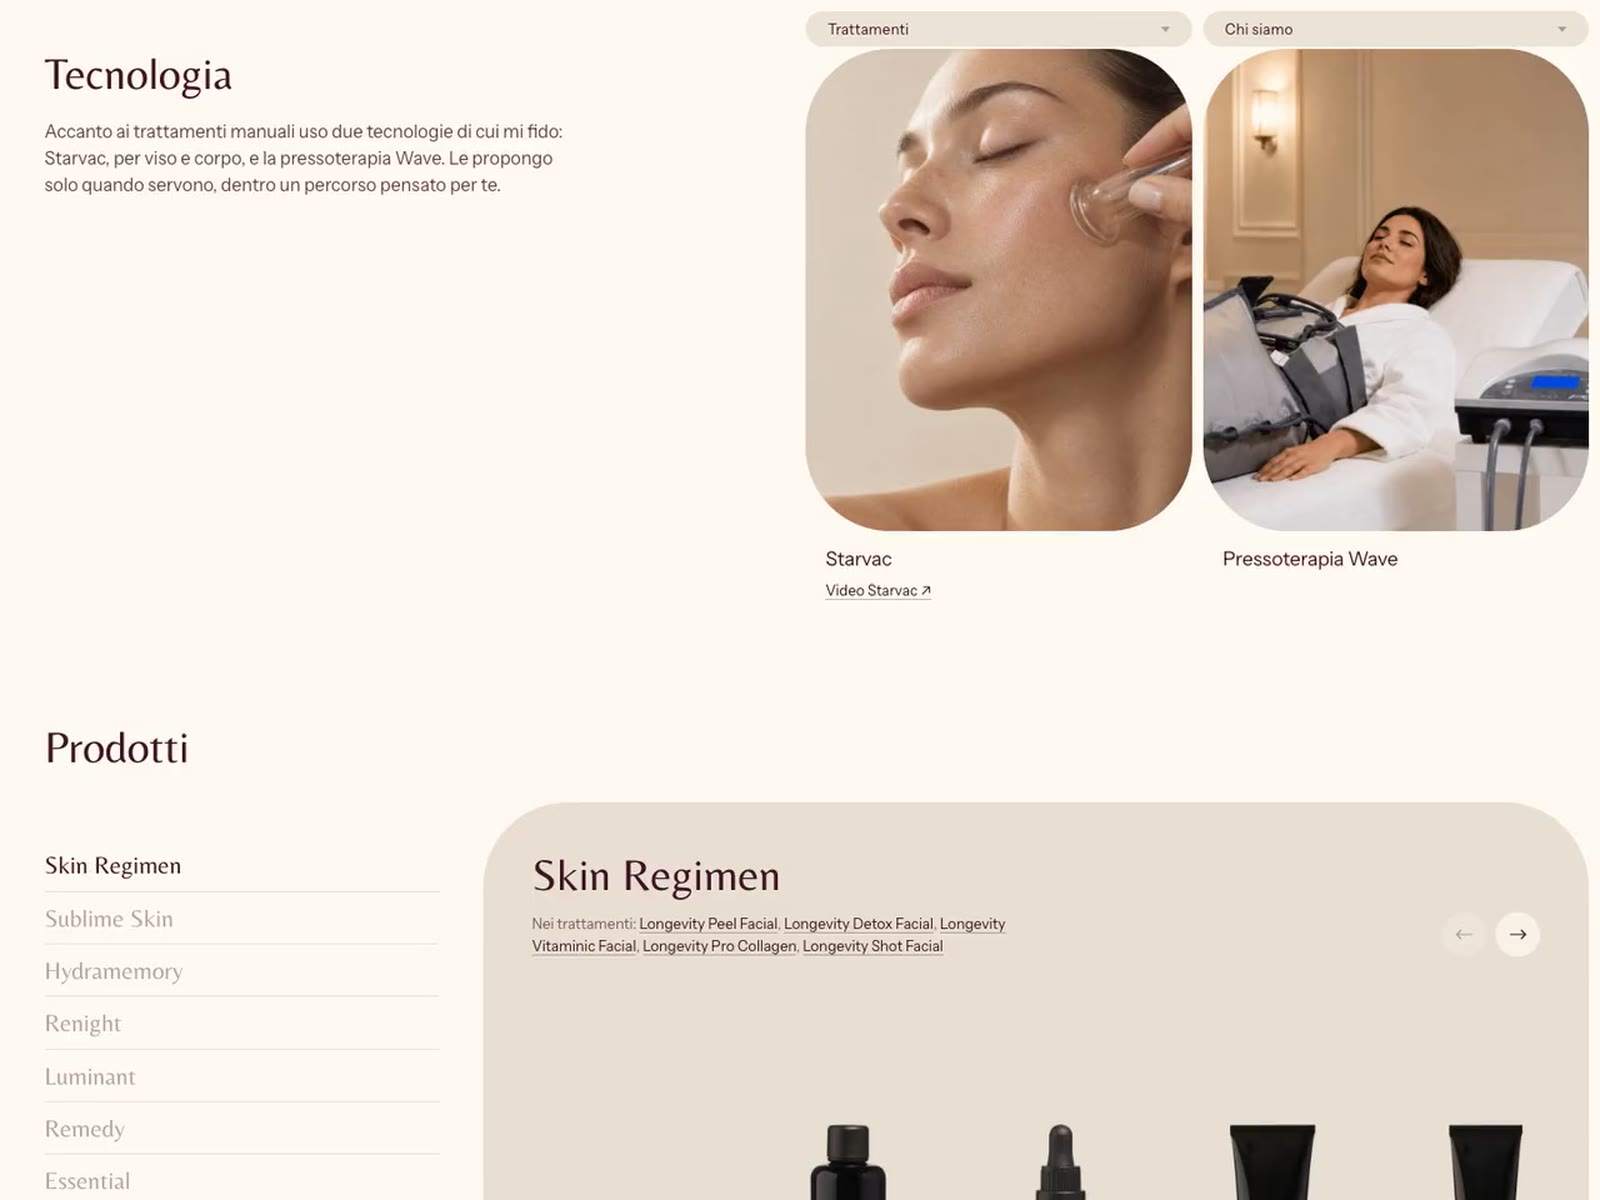 Trattamenti
Chi siamo
Tecnologia
Accanto ai trattamenti manuali uso due tecnologie di cui mi fido:
Starvac, per viso e corpo, e la pressoterapia Wave. Le propongo
solo quando servono, dentro un percorso pensato per te.
Starvac
Video Starvac ↗
Pressoterapia Wave
Prodotti
Skin Regimen
Sublime Skin
Hydramemory
Renight
Luminant
Remedy
Essential
Skin Regimen
Nei trattamenti: Longevity Peel Facial, Longevity Detox Facial, Longevity
Vitaminic Facial, Longevity Pro Collagen, Longevity Shot Facial